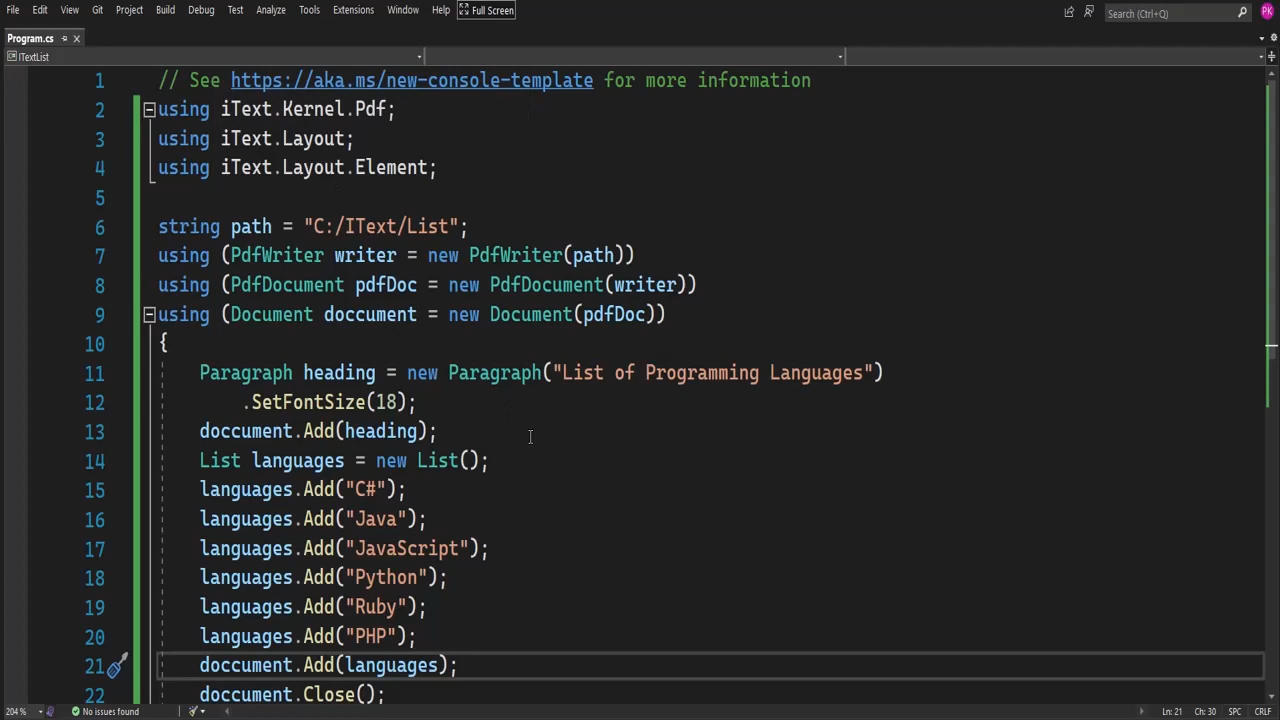 File Edit View Git Project Build Debug Test Analyze Tools Extensions Window Help Full Screen Search (Ctrl+Q) PK
Program.cs
ITextList
1 // See https://aka.ms/new-console-template for more information
2 using iText.Kernel.Pdf;
3 using iText.Layout;
4 using iText.Layout.Element;
5
6 string path = "C:/IText/List";
7 using (PdfWriter writer = new PdfWriter(path))
8 using (PdfDocument pdfDoc = new PdfDocument(writer))
9 using (Document doccument = new Document(pdfDoc))
10 {
11 Paragraph heading = new Paragraph("List of Programming Languages")
12 .SetFontSize(18);
13 doccument.Add(heading);
14 List languages = new List();
15 languages.Add("C#");
16 languages.Add("Java");
17 languages.Add("JavaScript");
18 languages.Add("Python");
19 languages.Add("Ruby");
20 languages.Add("PHP");
21 doccument.Add(languages);
22 doccument.Close();
204 % No issues found Ln: 21 Ch: 30 SPC CRLF